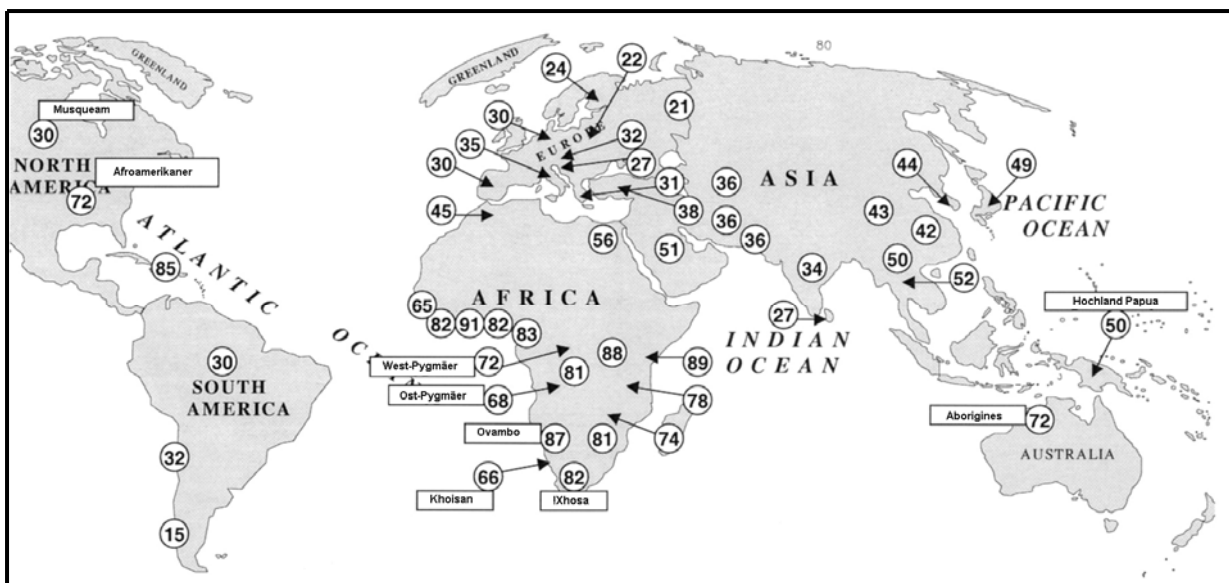 80
GREENLAND
GREENLAND
22
24
21
Musqueam
30
30
NORTH
AMERICA
Afroamerikaner
72
EUROPE
32
35
27
30
31
38
45
ASIA
36
36
36
44
49
43
42
PACIFIC
OCEAN
ATLANTIC
OCEAN
85
56
51
34
50
52
27
INDIAN
OCEAN
Hochland Papua
50
65
AFRICA
82
91
82
83
88
89
West-Pygmäer
72
81
Ost-Pygmäer
68
78
30
SOUTH
AMERICA
Ovambo
87
81
74
Aborigines
72
AUSTRALIA
32
66
82
Khoisan
!Xhosa
15